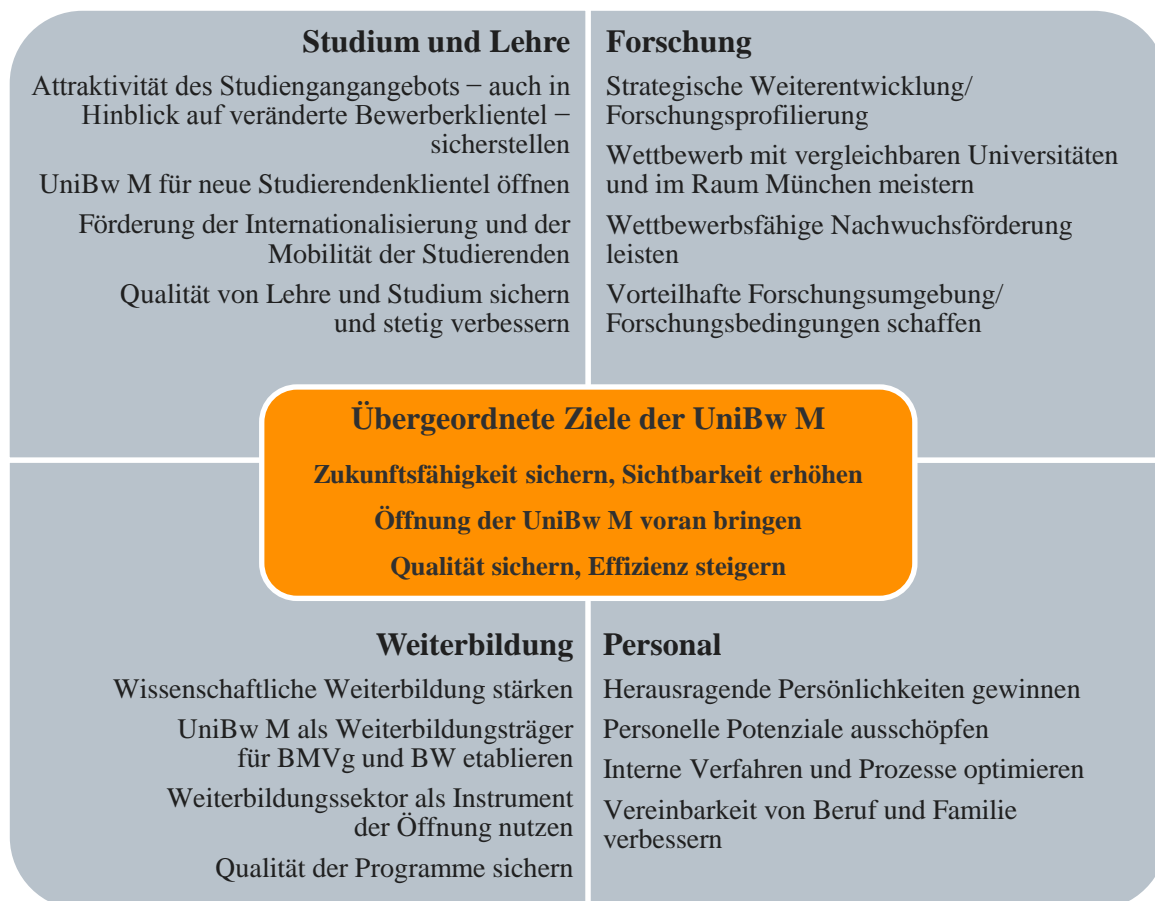 Studium und Lehre
Attraktivität des Studiengangangebots − auch in
Hinblick auf veränderte Bewerberklientel −
sicherstellen
UniBw M für neue Studierendenklientel öffnen
Förderung der Internationalisierung und der
Mobilität der Studierenden
Qualität von Lehre und Studium sichern
und stetig verbessern
Forschung
Strategische Weiterentwicklung/
Forschungsprofilierung
Wettbewerb mit vergleichbaren Universitäten
und im Raum München meistern
Wettbewerbsfähige Nachwuchsförderung
leisten
Vorteilhafte Forschungsumgebung/
Forschungsbedingungen schaffen
Übergeordnete Ziele der UniBw M
Zukunftsfähigkeit sichern, Sichtbarkeit erhöhen
Öffnung der UniBw M voran bringen
Qualität sichern, Effizienz steigern
Weiterbildung
Wissenschaftliche Weiterbildung stärken
UniBw M als Weiterbildungsträger
für BMVg und BW etablieren
Weiterbildungssektor als Instrument
der Öffnung nutzen
Qualität der Programme sichern
Personal
Herausragende Persönlichkeiten gewinnen
Personelle Potenziale ausschöpfen
Interne Verfahren und Prozesse optimieren
Vereinbarkeit von Beruf und Familie
verbessern